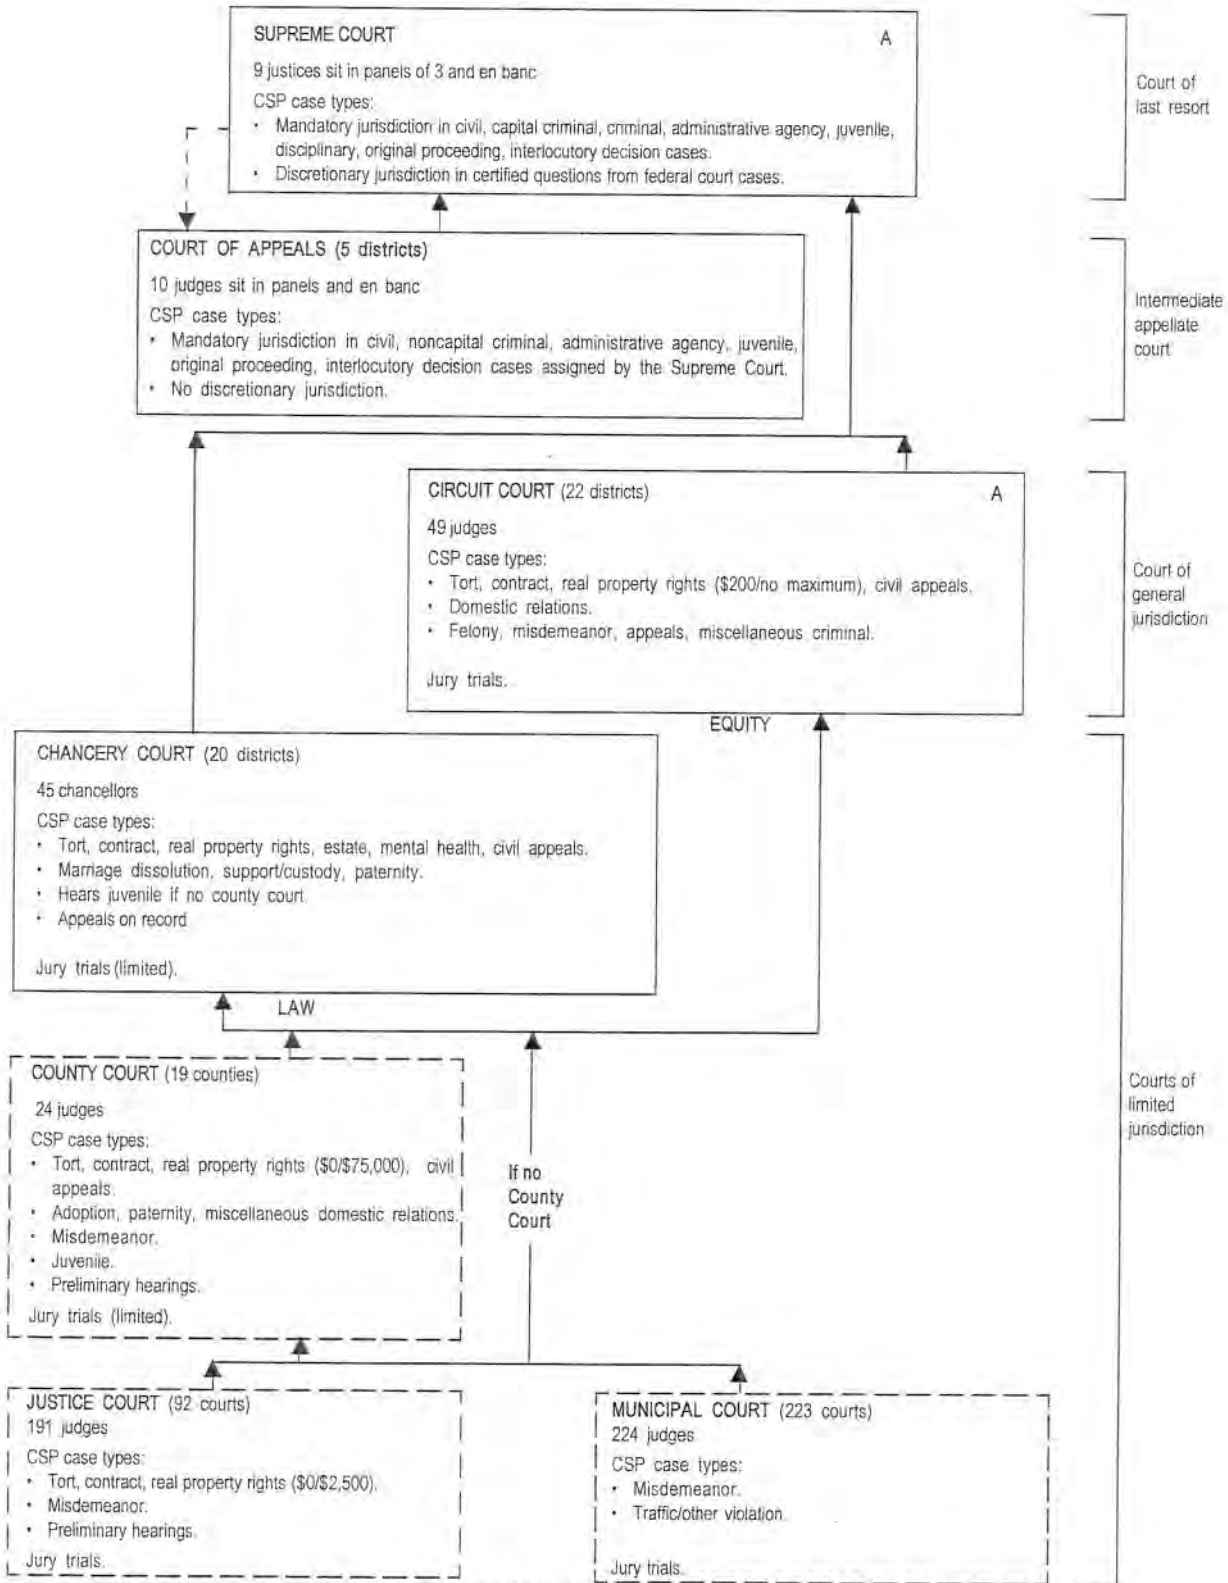 SUPREME COURT A
9 justices sit in panels of 3 and en banc
CSP case types:
• Mandatory jurisdiction in civil, capital criminal, criminal, administrative agency, juvenile,
disciplinary, original proceeding, interlocutory decision cases.
• Discretionary jurisdiction in certified questions from federal court cases.
Court of
last resort
COURT OF APPEALS (5 districts)
10 judges sit in panels and en banc
CSP case types:
• Mandatory jurisdiction in civil, noncapital criminal, administrative agency, juvenile,
original proceeding, interlocutory decision cases assigned by the Supreme Court.
• No discretionary jurisdiction.
Intermediate
appellate
court
CIRCUIT COURT (22 districts) A
49 judges
CSP case types:
• Tort, contract, real property rights ($200/no maximum), civil appeals.
• Domestic relations.
• Felony, misdemeanor, appeals, miscellaneous criminal.
Jury trials.
Court of
general
jurisdiction
EQUITY
CHANCERY COURT (20 districts)
45 chancellors
CSP case types:
• Tort, contract, real property rights, estate, mental health, civil appeals.
• Marriage dissolution, support/custody, paternity.
• Hears juvenile if no county court.
• Appeals on record
Jury trials (limited).
LAW
COUNTY COURT (19 counties)
24 judges
CSP case types:
• Tort, contract, real property rights ($0/$75,000), civil
appeals.
• Adoption, paternity, miscellaneous domestic relations.
• Misdemeanor.
• Juvenile.
• Preliminary hearings.
Jury trials (limited).
If no
County
Court
Courts of
limited
jurisdiction
JUSTICE COURT (92 courts)
191 judges
CSP case types:
• Tort, contract, real property rights ($0/$2,500).
• Misdemeanor.
• Preliminary hearings.
Jury trials.
MUNICIPAL COURT (223 courts)
224 judges
CSP case types:
• Misdemeanor.
• Traffic/other violation.
Jury trials.